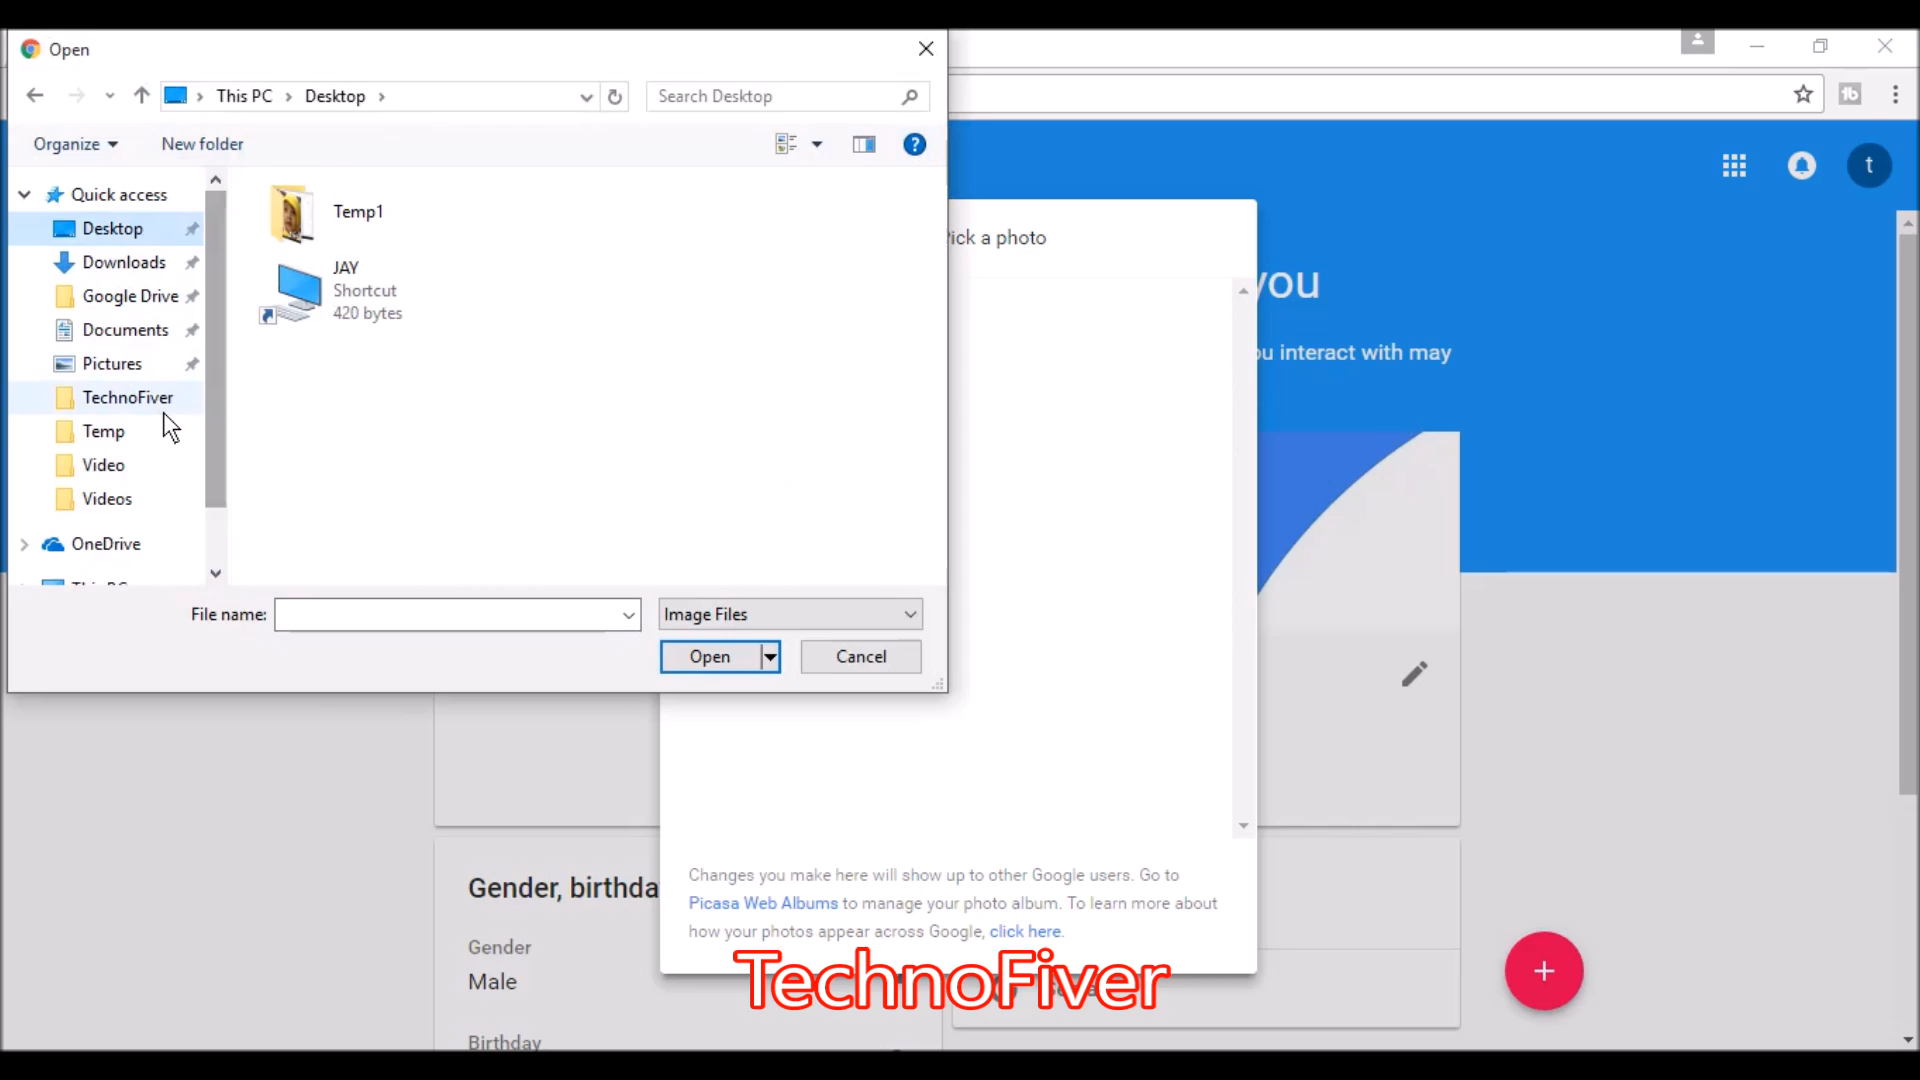 Open
This PC > Desktop >
Search Desktop
Organize
New folder
?
Quick access
Desktop
Downloads
Google Drive
Documents
Pictures
TechnoFiver
Temp
Video
Videos
OneDrive
Temp1
JAY
Shortcut
420 bytes
File name:
Image Files
Open
Cancel
t
ick a photo
you
u interact with may
Changes you make here will show up to other Google users. Go to
Picasa Web Albums to manage your photo album. To learn more about
how your photos appear across Google, click here.
Gender, birthda
Gender
Male
Birthday
TechnoFiver
+